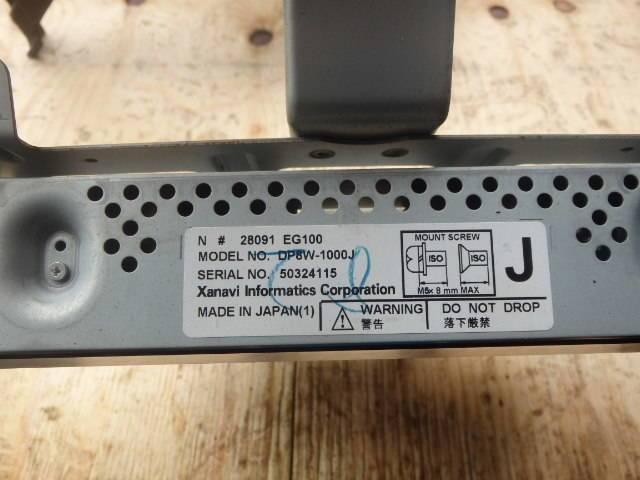 N # 28091 EG100
MODEL NO. DP8W-1000J
SERIAL NO. 50324115
Xanavi Informatics Corporation
MADE IN JAPAN(1)
MOUNT SCREW
ISO ISO
M5× 8 mm MAX
J
WARNING
警告
DO NOT DROP
落下厳禁